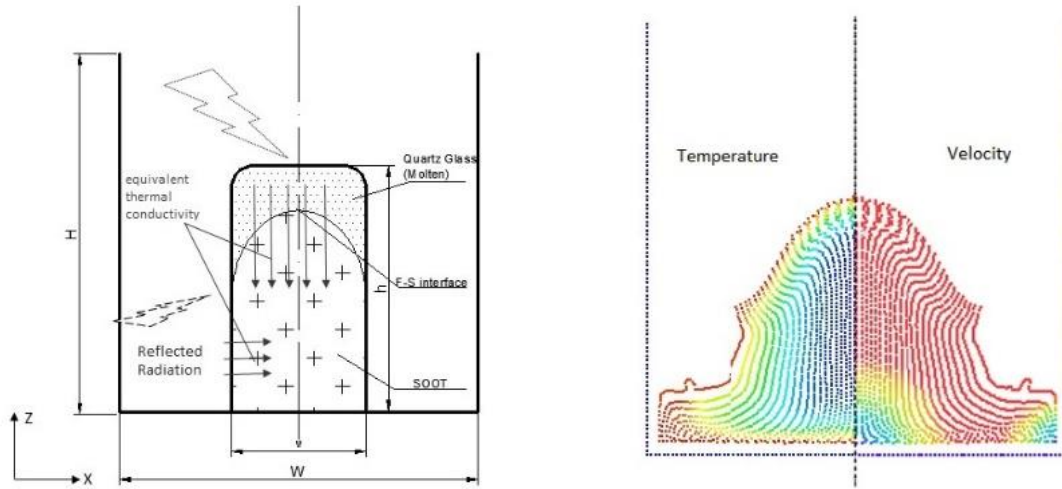 Quartz Glass
(Molten)
equivalent
thermal
conductivity
H
h
F-S interface
Reflected
Radiation
SOOT
Z
X
W
Temperature
Velocity